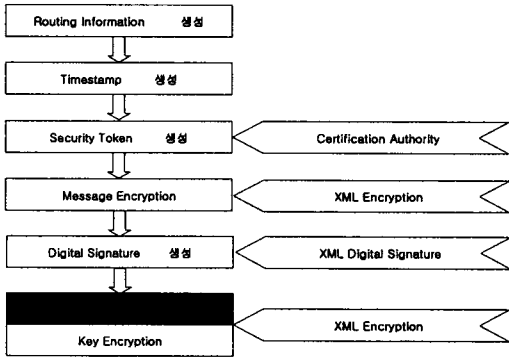 Routing Information 생성
Timestamp 생성
Security Token 생성
Certification Authority
Message Encryption
XML Encryption
Digital Signature 생성
XML Digital Signature
Key Encryption
XML Encryption